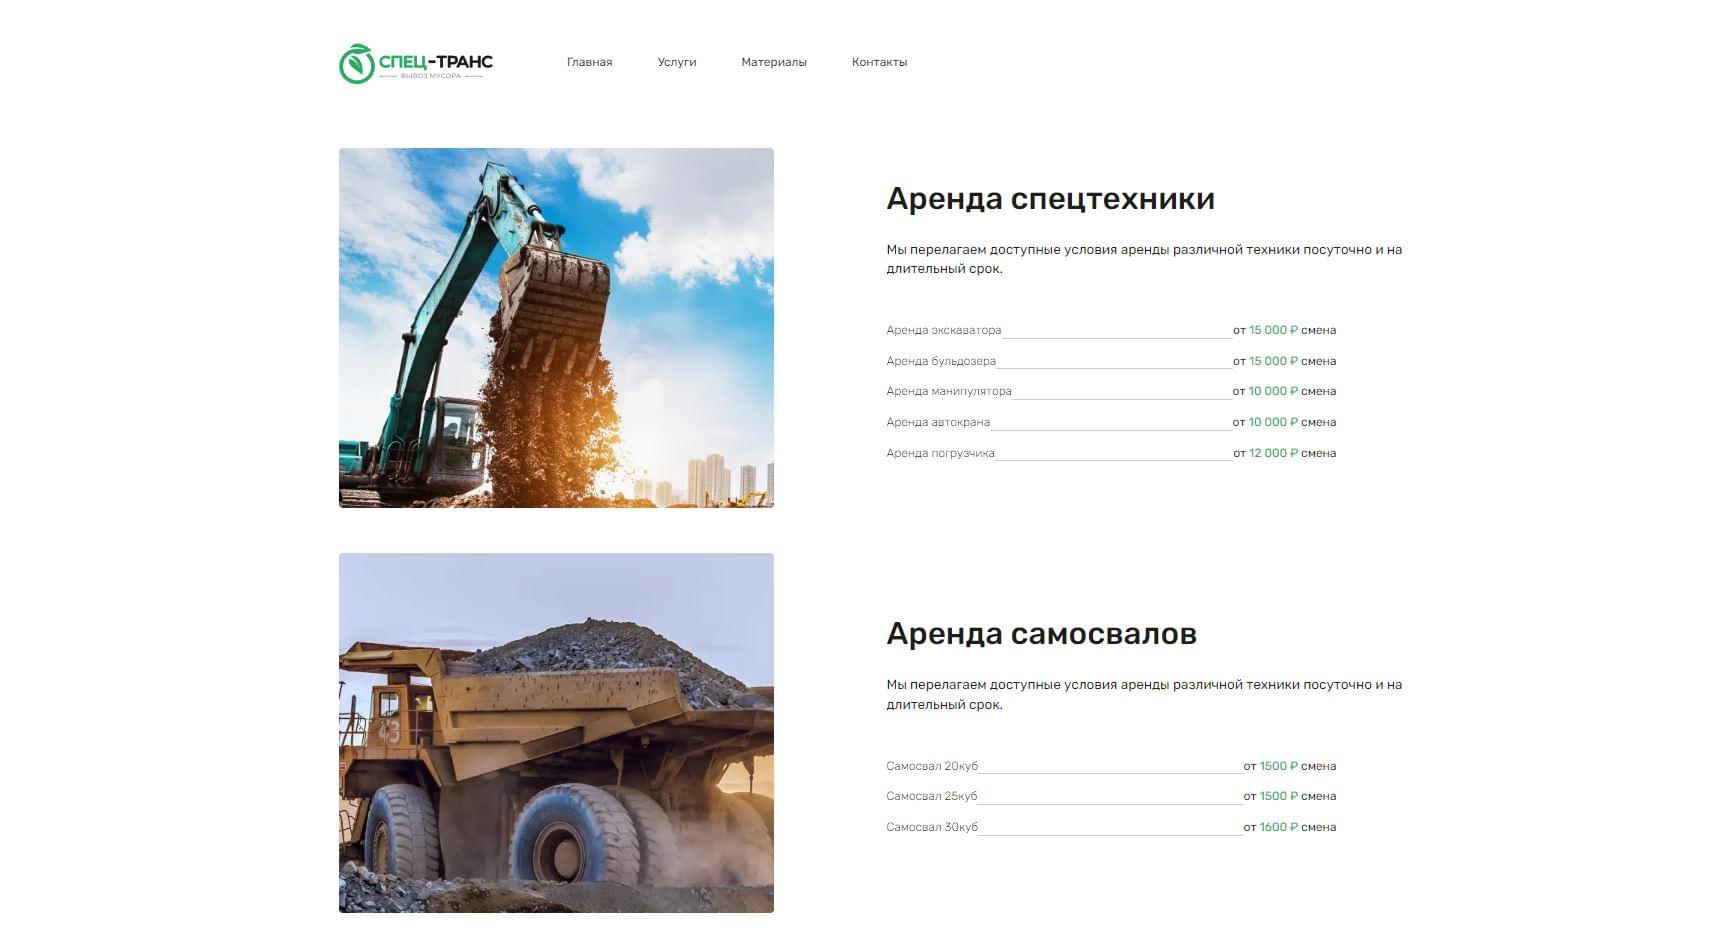 СПЕЦ-ТРАНС
ВЫВОЗ МУСОРА
Главная Услуги Материалы Контакты
Аренда спецтехники
Мы перелагаем доступные условия аренды различной техники посуточно и на
длительный срок.
Аренда экскаватора от 15 000 ₽ смена
Аренда бульдозера от 15 000 ₽ смена
Аренда манипулятора от 10 000 ₽ смена
Аренда автокрана от 10 000 ₽ смена
Аренда погрузчика от 12 000 ₽ смена
43
Аренда самосвалов
Мы перелагаем доступные условия аренды различной техники посуточно и на
длительный срок.
Самосвал 20куб от 1500 ₽ смена
Самосвал 25куб от 1500 ₽ смена
Самосвал 30куб от 1600 ₽ смена